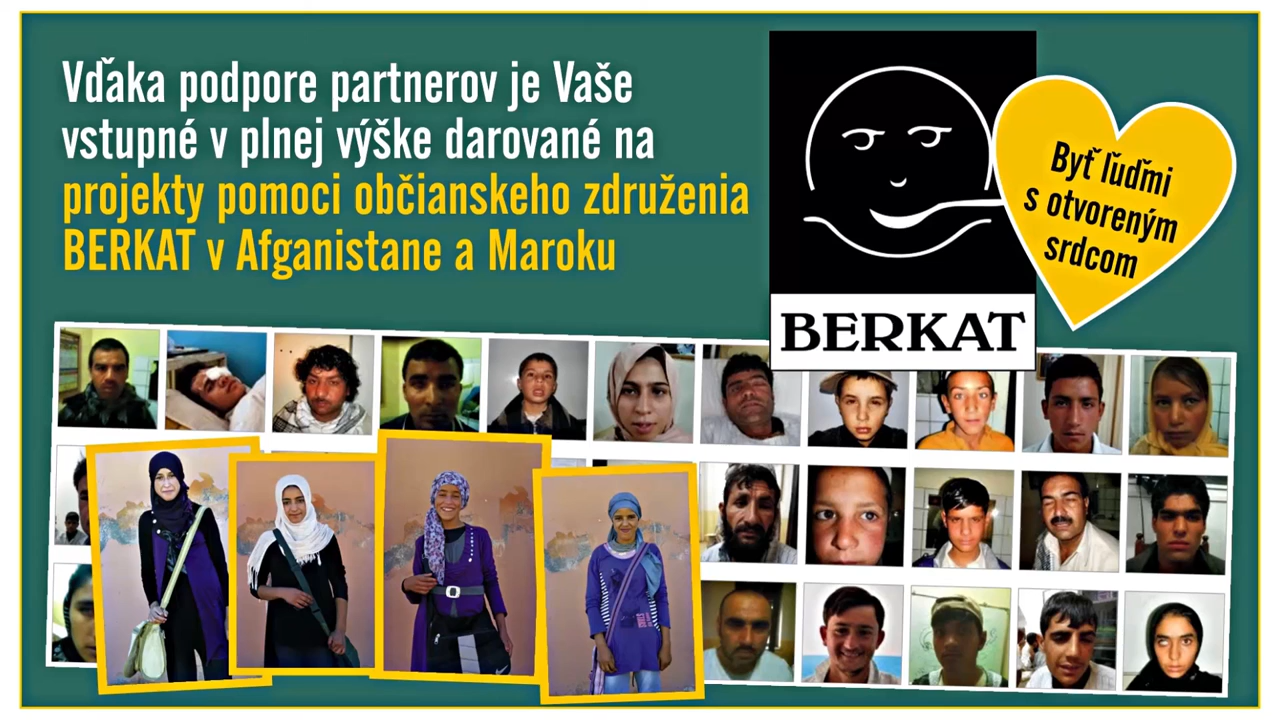 Vďaka podpore partnerov je Vaše
vstupné v plnej výške darované na
projekty pomoci občianskeho združenia
BERKAT v Afganistane a Maroku
Byť ľuďmi
s otvoreným
srdcom
BERKAT